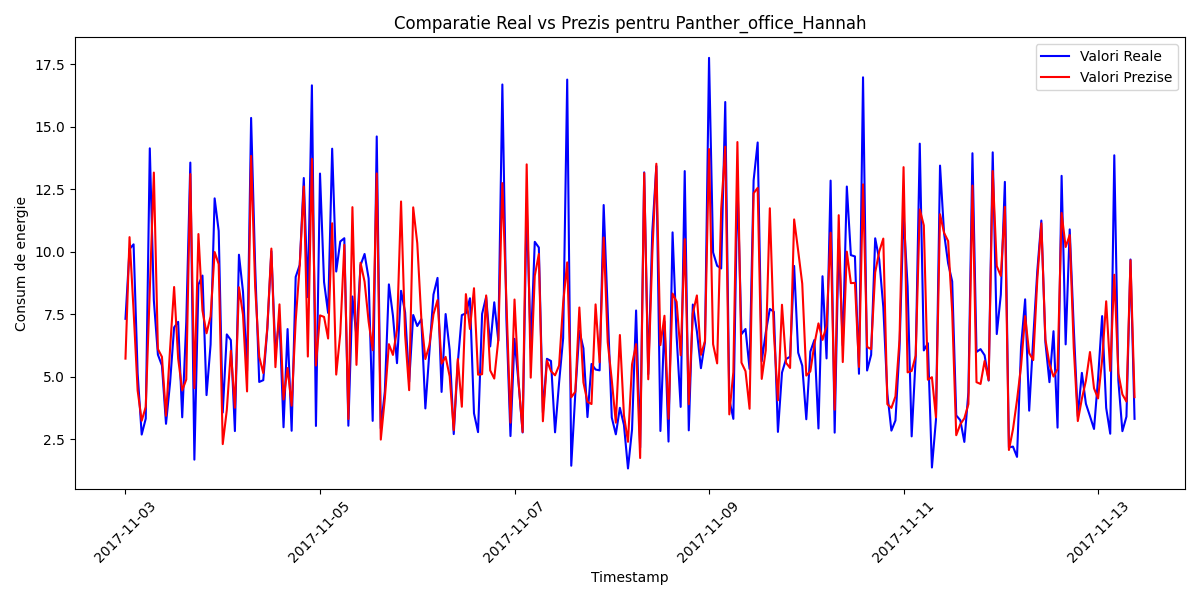 Comparatie Real vs Prezis pentru Panther_office_Hannah
Valori Reale
Valori Prezise
Consum de energie
17.5
15.0
12.5
10.0
7.5
5.0
2.5
2017-11-03
2017-11-05
2017-11-07
2017-11-09
2017-11-11
2017-11-13
Timestamp